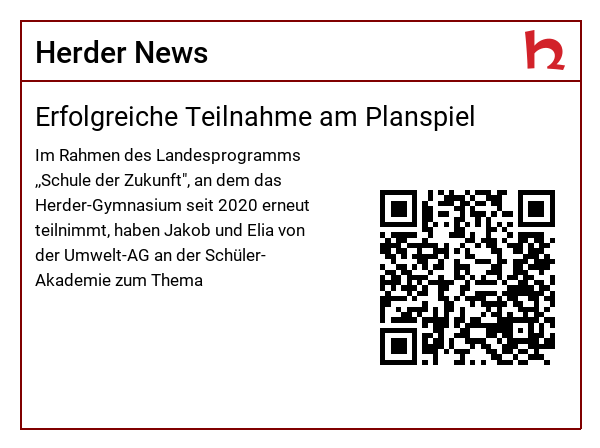 Herder News
Erfolgreiche Teilnahme am Planspiel
Im Rahmen des Landesprogramms
„Schule der Zukunft", an dem das
Herder-Gymnasium seit 2020 erneut
teilnimmt, haben Jakob und Elia von
der Umwelt-AG an der Schüler-
Akademie zum Thema